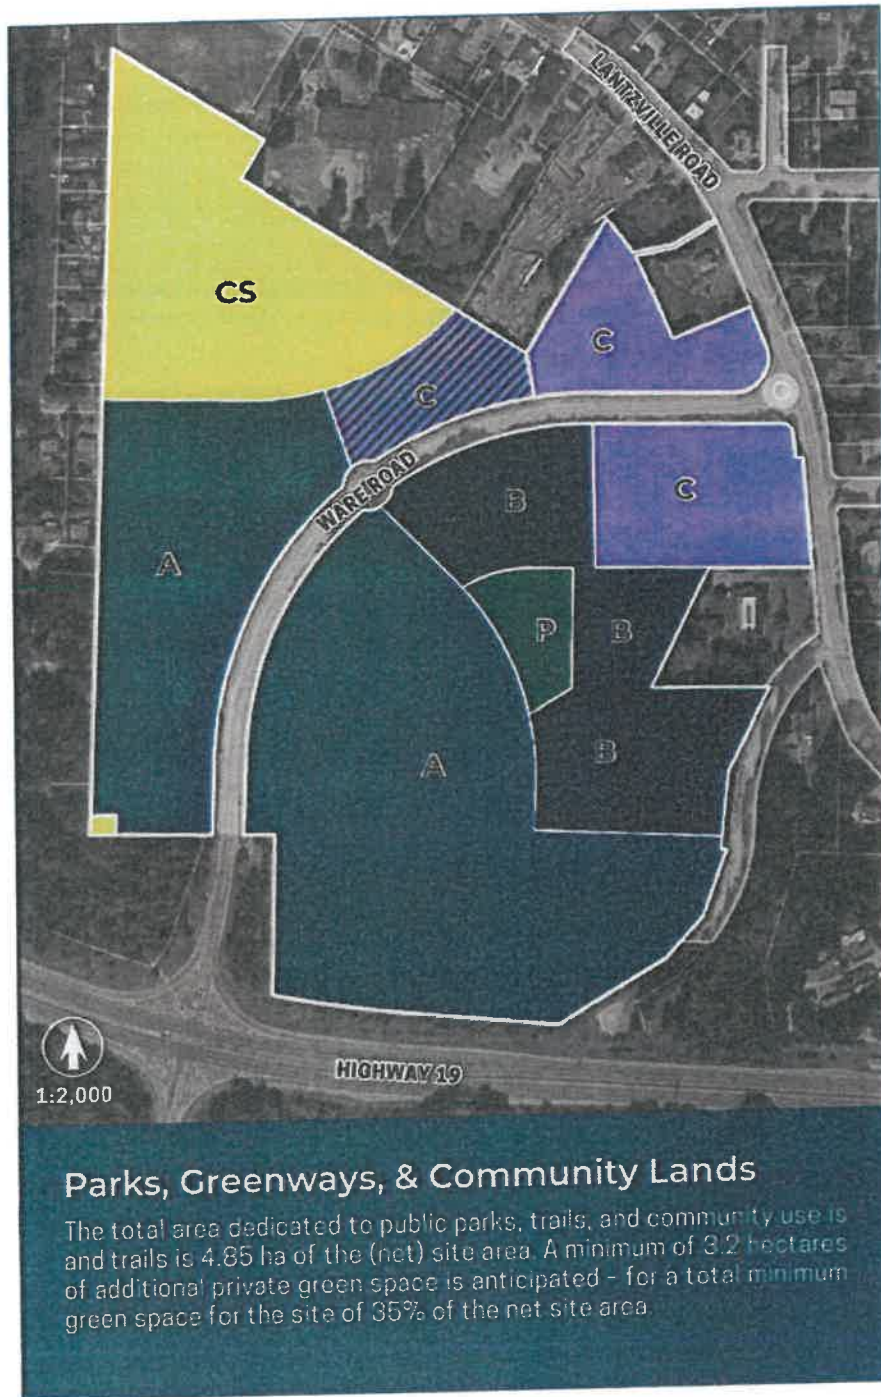 LANTZVILLE ROAD
CS
C
C
WARE ROAD
B
C
A
P
B
A
B
HIGHWAY 19
1:2,000
Parks, Greenways, & Community Lands
The total area dedicated to public parks, trails, and community use is
and trails is 4.85 ha of the (net) site area. A minimum of 3.2 hectares
of additional private green space is anticipated - for a total minimum
green space for the site of 35% of the net site area.